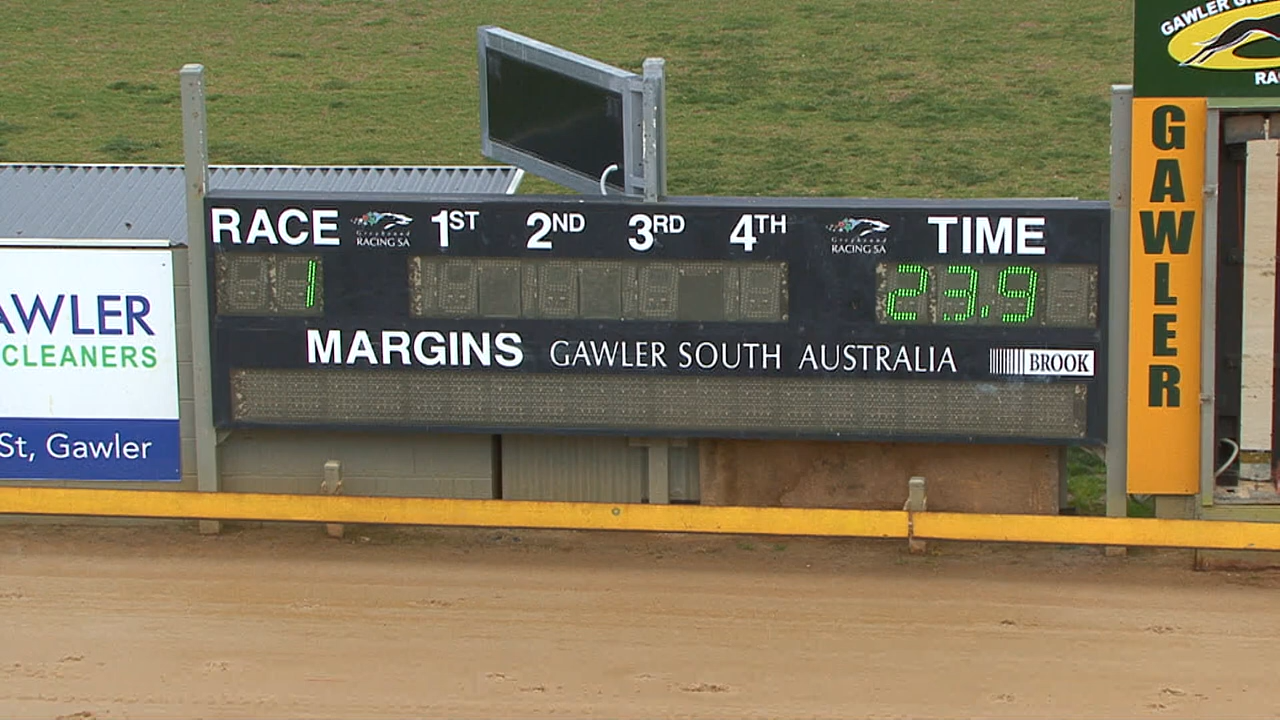 GAWLER
RA
RACE
Greyhound
RACING SA
1ST
2ND
3RD
4TH
Greyhound
RACING SA
TIME
1
23.9
MARGINS
GAWLER SOUTH AUSTRALIA
BROOK
AWLER
CLEANERS
St, Gawler
GAWLER